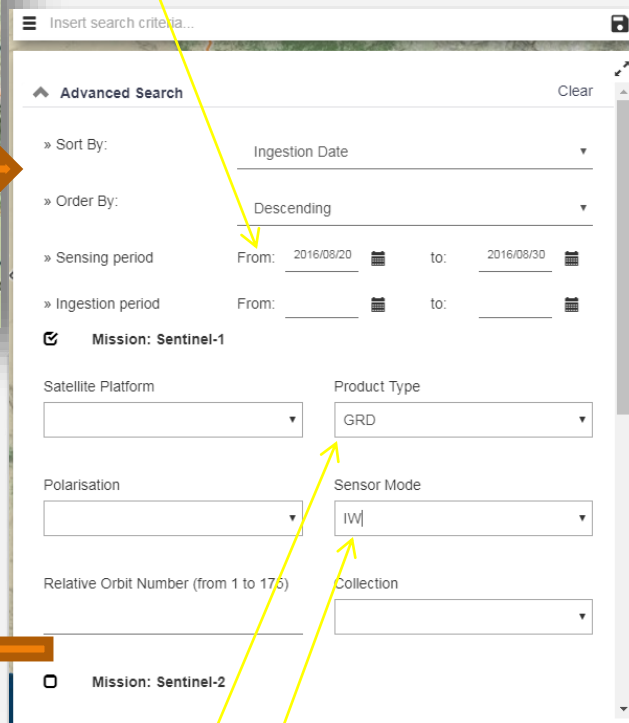 Insert search criteria...
Advanced Search Clear
» Sort By: Ingestion Date
» Order By: Descending
» Sensing period From: 2016/08/20 to: 2016/08/30
» Ingestion period From: to:
Mission: Sentinel-1
Satellite Platform Product Type
GRD
Polarisation Sensor Mode
IW
Relative Orbit Number (from 1 to 175) Collection
Mission: Sentinel-2